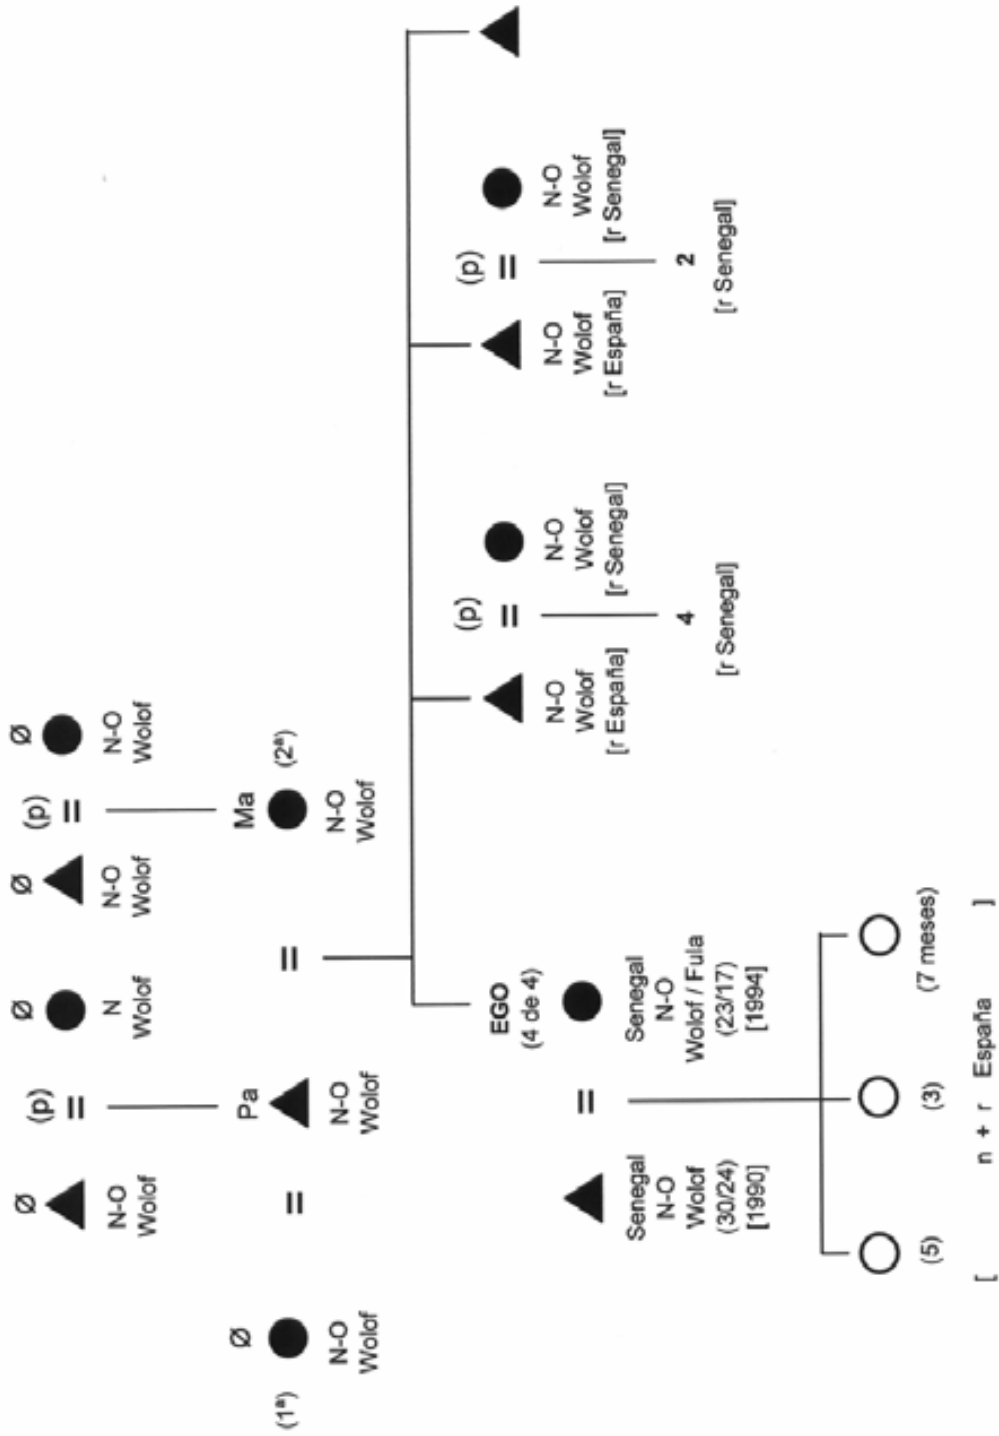 Ø (p) Ø Ø (p) Ø
= =
N-O N N-O N-O
Wolof Wolof Wolof Wolof
Ø Pa Ma
(1ª) = = (2ª)
N-O N-O N-O
Wolof Wolof Wolof
(p) (p)
EGO = =
(4 de 4)
N-O N-O N-O N-O
Wolof Wolof Wolof Wolof
[r España] [r Senegal] [r España] [r Senegal]
=
Senegal Senegal
N-O N-O
Wolof Wolof / Fula
(30/24) (23/17)
[1990] [1994]
4 2
[r Senegal] [r Senegal]
(5) (3) (7 meses)
[ n + r España ]